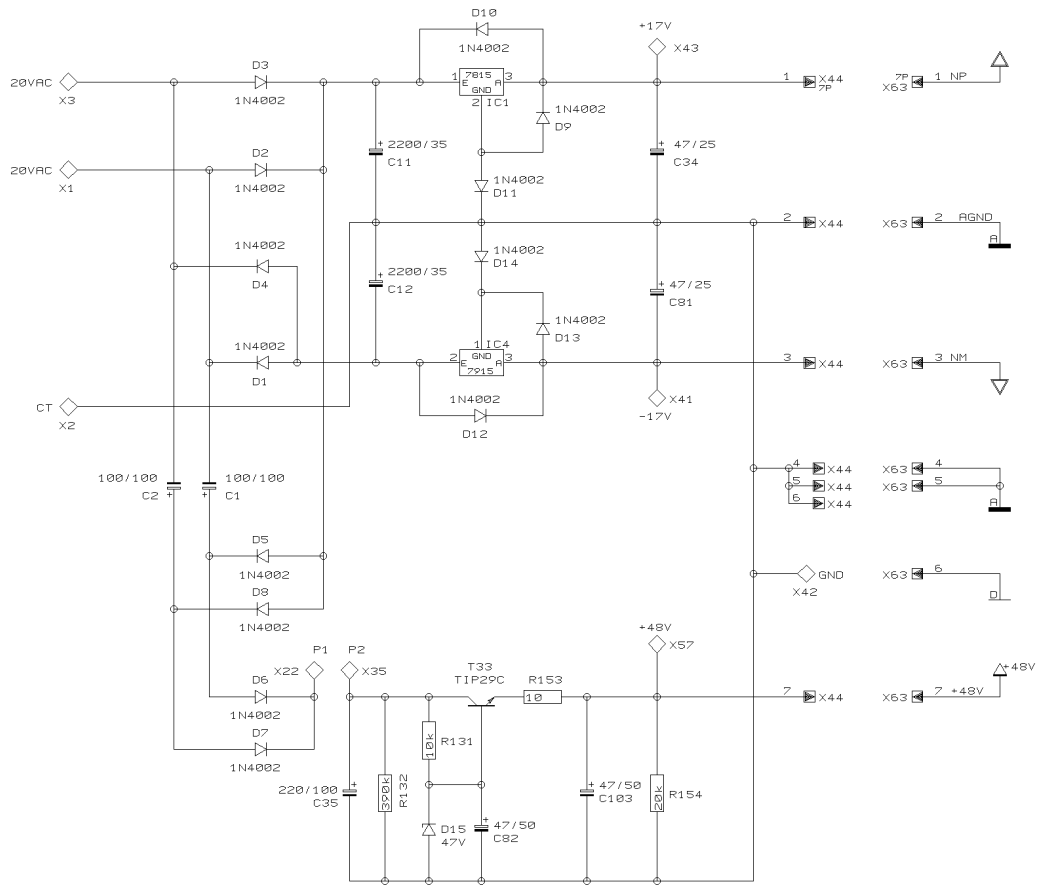 D10
1N4002
+17V
X43
20VAC
X3
D3
1N4002
1
7815
E
A
GND
3
2
IC1
1
X44
7P
7P
X63
1
NP
1N4002
D9
2200/35
C11
47/25
C34
20VAC
X1
D2
1N4002
1N4002
D11
2
X44
X63
2
AGND
A
1N4002
D4
1N4002
D14
2200/35
C12
47/25
C81
1N4002
D13
1N4002
D1
1
IC4
2
GND
E
A
7915
3
3
X44
X63
3
NM
CT
X2
1N4002
D12
X41
-17V
100/100
C2
100/100
C1
4
X44
5
X44
6
X44
X63
4
X63
5
A
D5
1N4002
D8
1N4002
GND
X42
X63
6
D
P1
X22
P2
X35
D6
1N4002
D7
1N4002
T33
TIP29C
R153
10
+48V
X57
7
X44
X63
7
+48V
+48V
10k
R131
390k
R132
220/100
C35
D15
47V
47/50
C82
47/50
C103
20k
R154